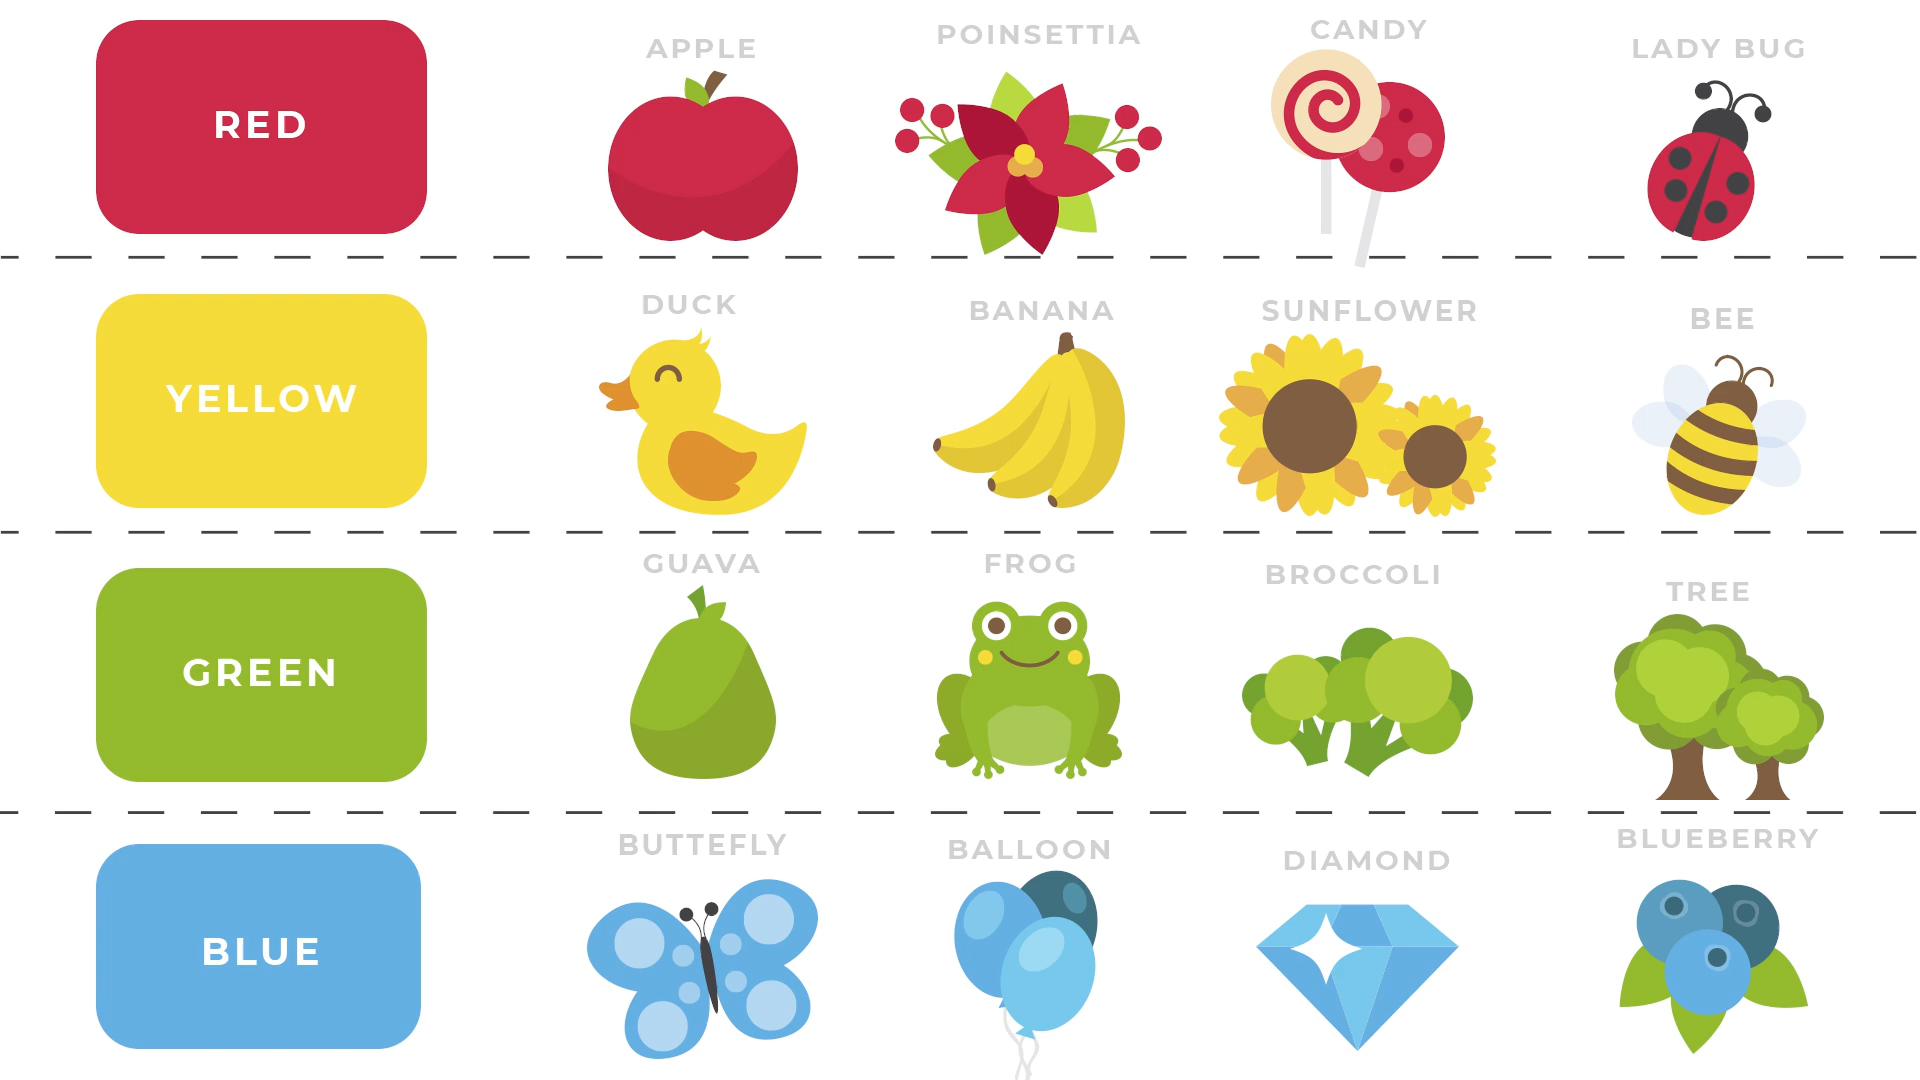 RED
APPLE
POINSETTIA
CANDY
LADY BUG
YELLOW
DUCK
BANANA
SUNFLOWER
BEE
GREEN
GUAVA
FROG
BROCCOLI
TREE
BLUE
BUTTEFLY
BALLOON
DIAMOND
BLUEBERRY